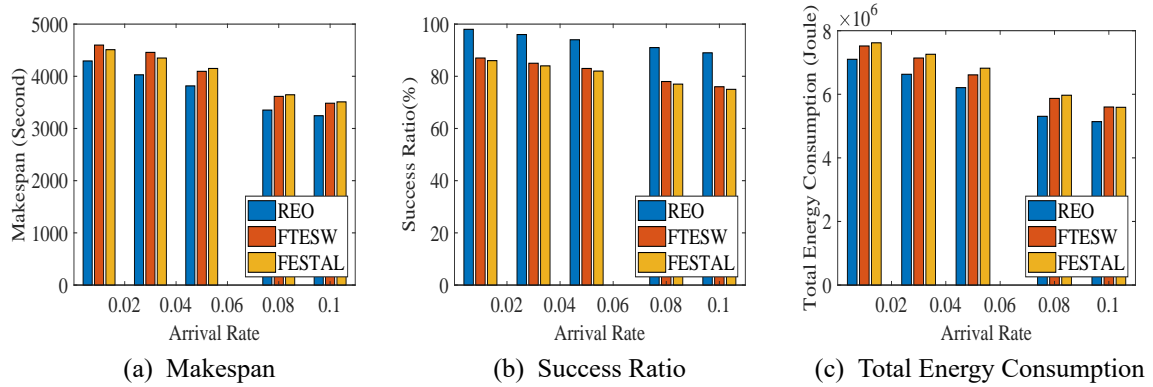 5000
4000
3000
2000
1000
0
Makespan (Second)
REO
FTESW
FESTAL
0.02 0.04 0.06 0.08 0.1
Arrival Rate
(a) Makespan
100
80
60
40
20
0
Success Ratio(%)
REO
FTESW
FESTAL
0.02 0.04 0.06 0.08 0.1
Arrival Rate
(b) Success Ratio
×10⁶
8
6
4
2
0
Total Energy Consumption (Joule)
REO
FTESW
FESTAL
0.02 0.04 0.06 0.08 0.1
Arrival Rate
(c) Total Energy Consumption